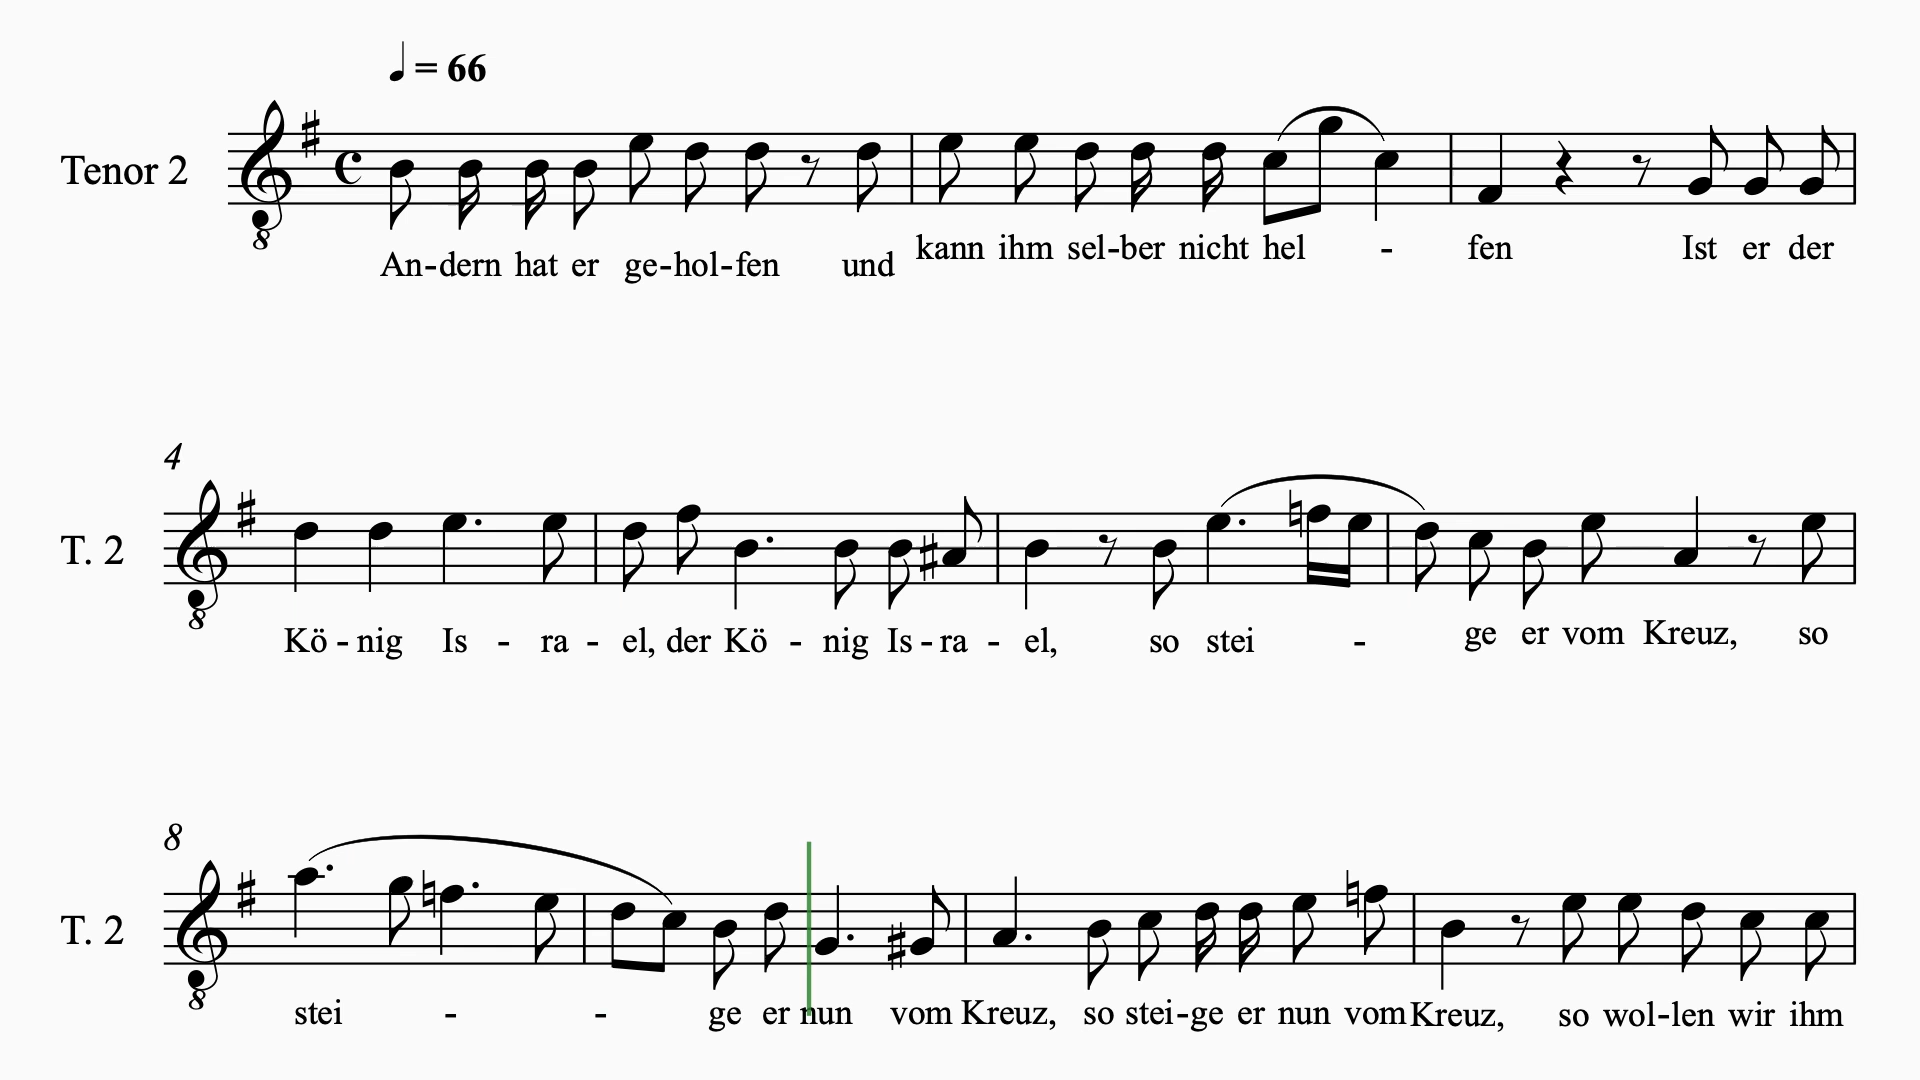 = 66
Tenor 2
8
An-dern hat er ge-hol-fen und kann ihm sel-ber nicht hel - fen Ist er der
4
T. 2
8
Kö - nig Is - ra - el, der Kö - nig Is - ra - el, so stei - ge er vom Kreuz, so
8
T. 2
8
stei - - ge er nun vom Kreuz, so stei-ge er nun vom Kreuz, so wol-len wir ihm